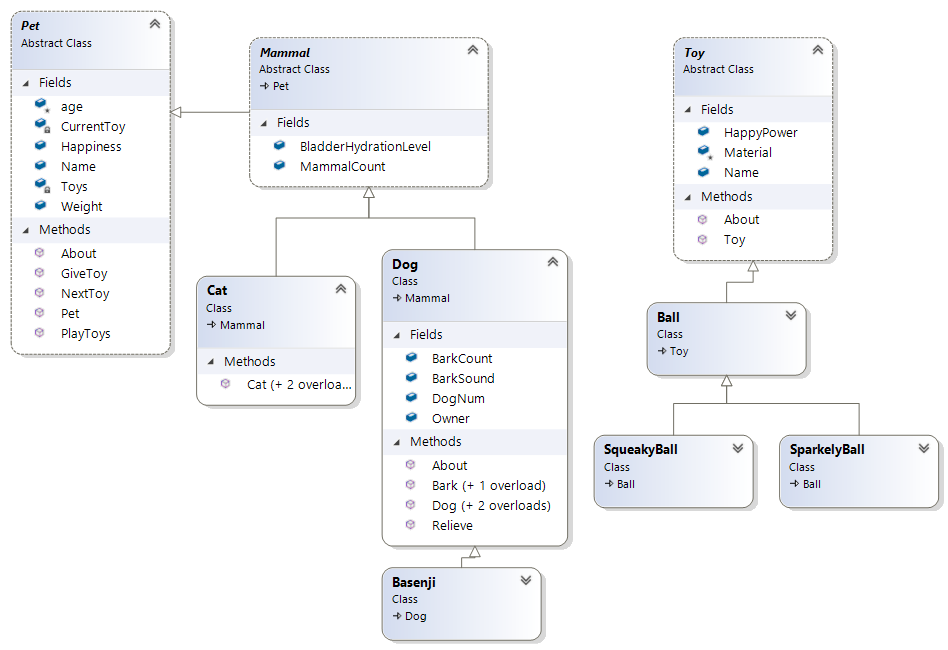 Pet
Abstract Class
Fields
age
CurrentToy
Happiness
Name
Toys
Weight
Methods
About
GiveToy
NextToy
Pet
PlayToys
Mammal
Abstract Class
Pet
Fields
BladderHydrationLevel
MammalCount
Cat
Class
Mammal
Methods
Cat (+ 2 overloa...
Dog
Class
Mammal
Fields
BarkCount
BarkSound
DogNum
Owner
Methods
About
Bark (+ 1 overload)
Dog (+ 2 overloads)
Relieve
Basenji
Class
Dog
Toy
Abstract Class
Fields
HappyPower
Material
Name
Methods
About
Toy
Ball
Class
Toy
SqueakyBall
Class
Ball
SparkelyBall
Class
Ball